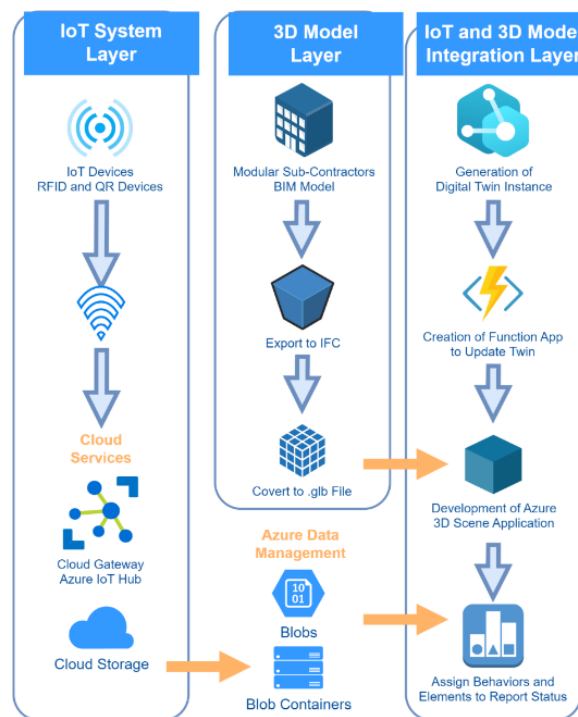 IoT System
Layer
IoT Devices
RFID and QR Devices
Cloud
Services
Cloud Gateway
Azure IoT Hub
Cloud Storage
3D Model
Layer
Modular Sub-Contractors
BIM Model
Export to IFC
Covert to .glb File
Azure Data
Management
10
01
Blobs
Blob Containers
IoT and 3D Mode
Integration Layer
Generation of
Digital Twin Instance
Creation of Function App
to Update Twin
Development of Azure
3D Scene Application
Assign Behaviors and
Elements to Report Status